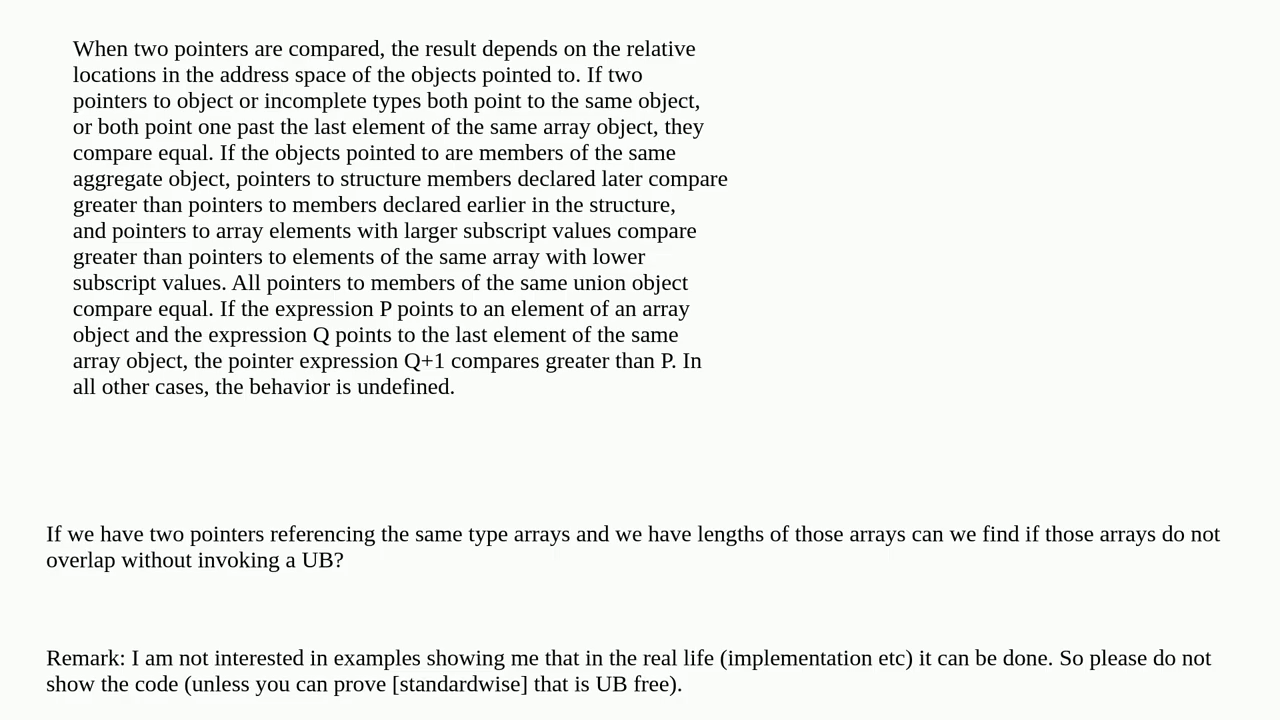 When two pointers are compared, the result depends on the relative
locations in the address space of the objects pointed to. If two
pointers to object or incomplete types both point to the same object,
or both point one past the last element of the same array object, they
compare equal. If the objects pointed to are members of the same
aggregate object, pointers to structure members declared later compare
greater than pointers to members declared earlier in the structure,
and pointers to array elements with larger subscript values compare
greater than pointers to elements of the same array with lower
subscript values. All pointers to members of the same union object
compare equal. If the expression P points to an element of an array
object and the expression Q points to the last element of the same
array object, the pointer expression Q+1 compares greater than P. In
all other cases, the behavior is undefined.
If we have two pointers referencing the same type arrays and we have lengths of those arrays can we find if those arrays do not
overlap without invoking a UB?
Remark: I am not interested in examples showing me that in the real life (implementation etc) it can be done. So please do not
show the code (unless you can prove [standardwise] that is UB free).